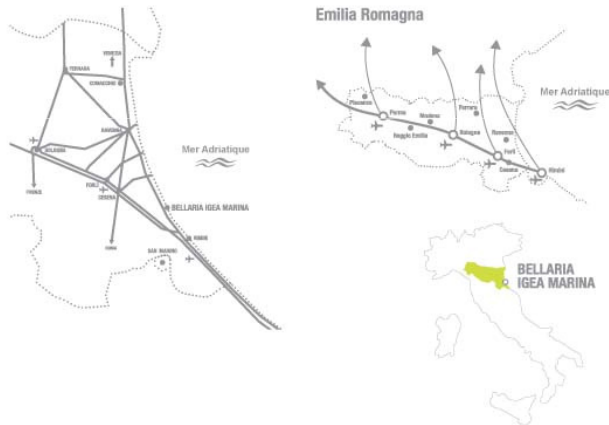 VENEZIA
FERRARA
COMACCHIO
RAVENNA
Mer Adriatique
BOLOGNA
FORLÌ
CESENA
BELLARIA IGEA MARINA
RIMINI
SAN MARINO
ROMA
Emilia Romagna
Mer Adriatique
Piacenza
Parma
Modena
Ferrara
Reggio Emilia
Bologna
Ravenna
Forlì
Cesena
Rimini
BELLARIA
IGEA MARINA